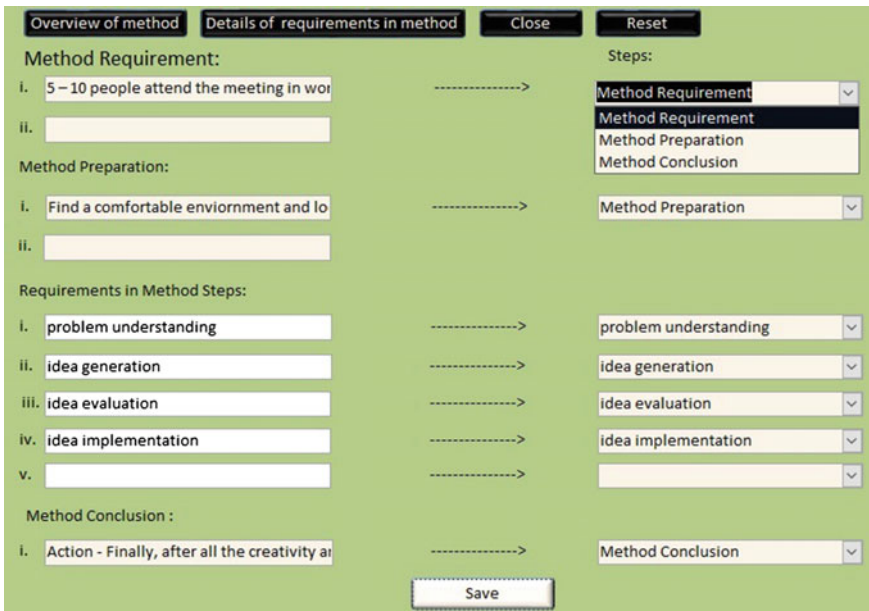 Overview of method Details of requirements in method Close Reset
Method Requirement: Steps:
i. 5 – 10 people attend the meeting in wor ---------------> Method Requirement
Method Requirement
ii.
Method Preparation
Method Conclusion
Method Preparation:
i. Find a comfortable enviornment and lo ---------------> Method Preparation
ii.
Requirements in Method Steps:
i. problem understanding ---------------> problem understanding
ii. idea generation ---------------> idea generation
iii. idea evaluation ---------------> idea evaluation
iv. idea implementation ---------------> idea implementation
v. --------------->
Method Conclusion :
i. Action - Finally, after all the creativity ---------------> Method Conclusion
Save